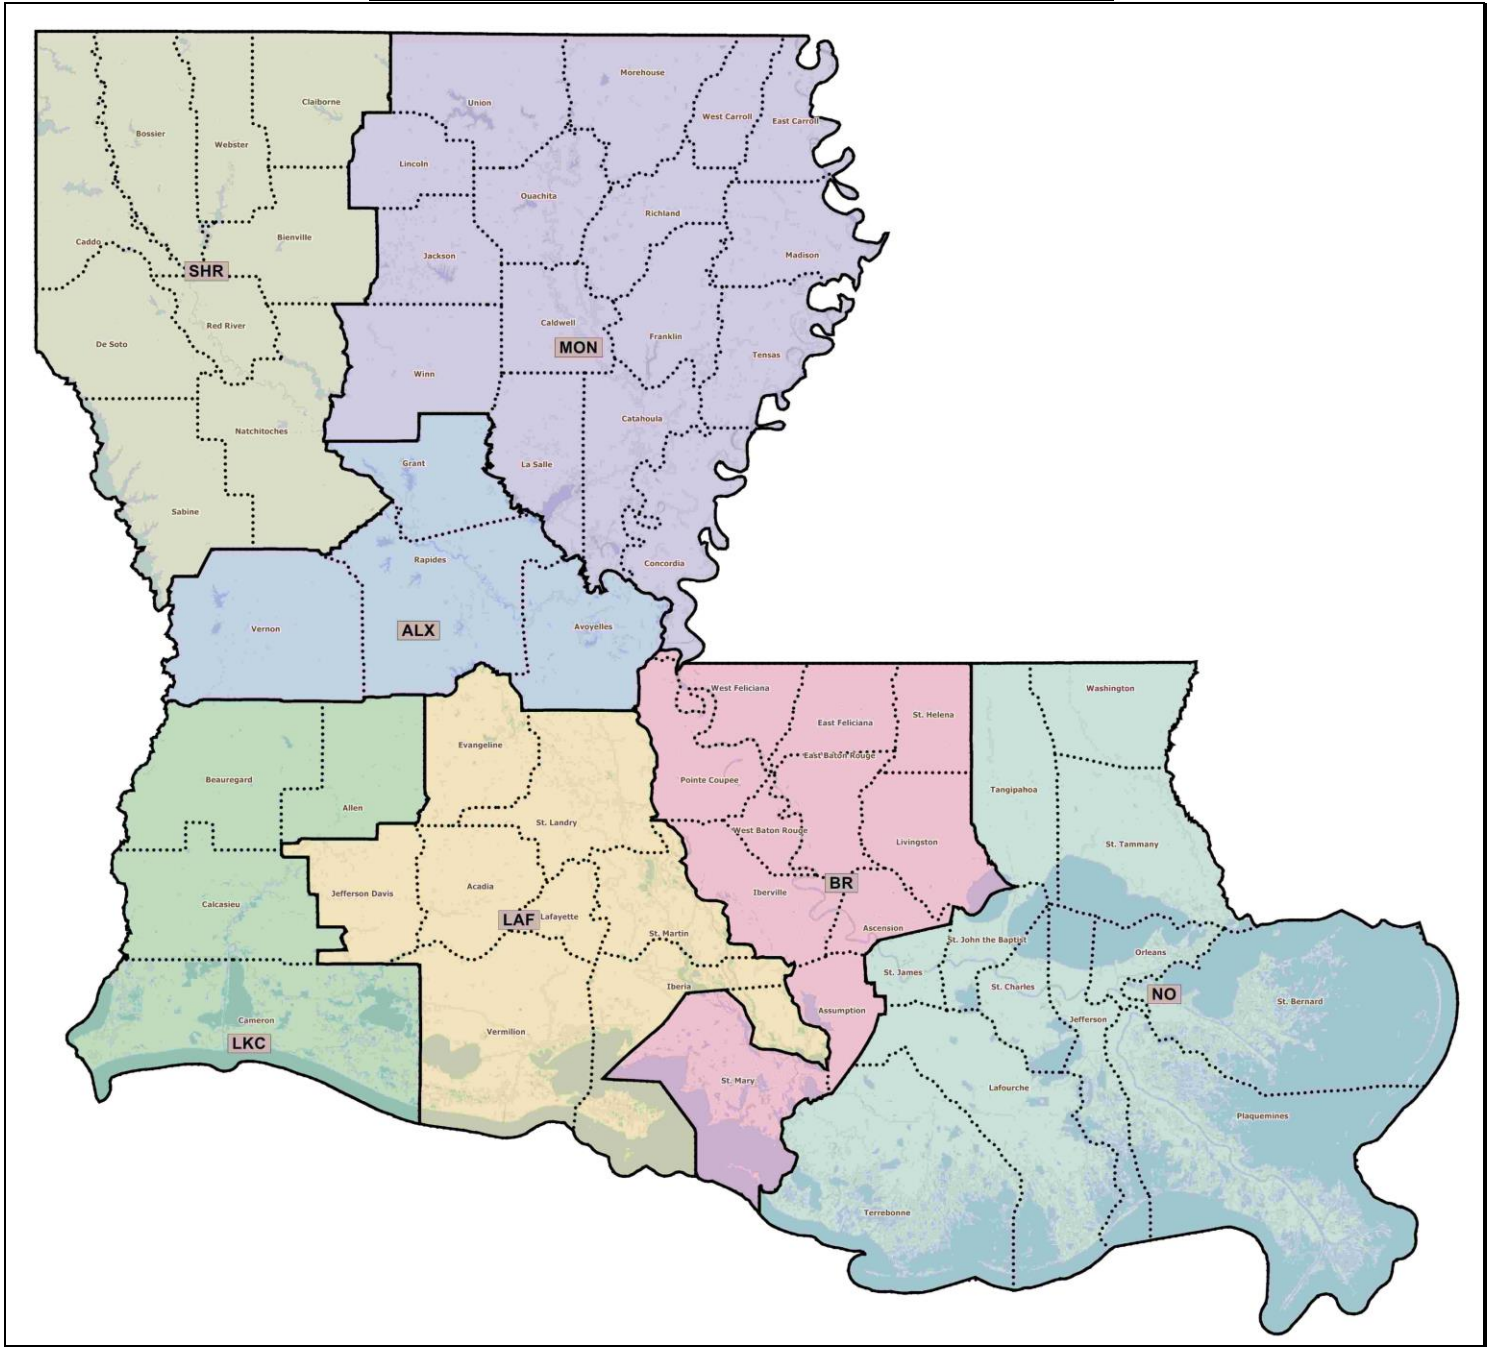 Morehouse
Claiborne
Union
West Carroll
East Carroll
Bossier
Webster
Lincoln
Ouachita
Richland
Caddo
Bienville
Jackson
Madison
SHR
Red River
Caldwell
Franklin
De Soto
MON
Tensas
Winn
Catahoula
Natchitoches
Grant
La Salle
Sabine
Rapides
Concordia
Vernon
ALX
Avoyelles
West Feliciana
Washington
East Feliciana
St. Helena
Evangeline
East Baton Rouge
Beauregard
Pointe Coupee
Tangipahoa
Allen
St. Landry
West Baton Rouge
Livingston
St. Tammany
Jefferson Davis
Acadia
Iberville
BR
Calcasieu
LAF
Lafayette
St. Martin
Ascension
St. John the Baptist
Orleans
St. James
Iberia
St. Charles
NO
St. Bernard
Cameron
Vermilion
Assumption
Jefferson
LKC
St. Mary
Lafourche
Plaquemines
Terrebonne